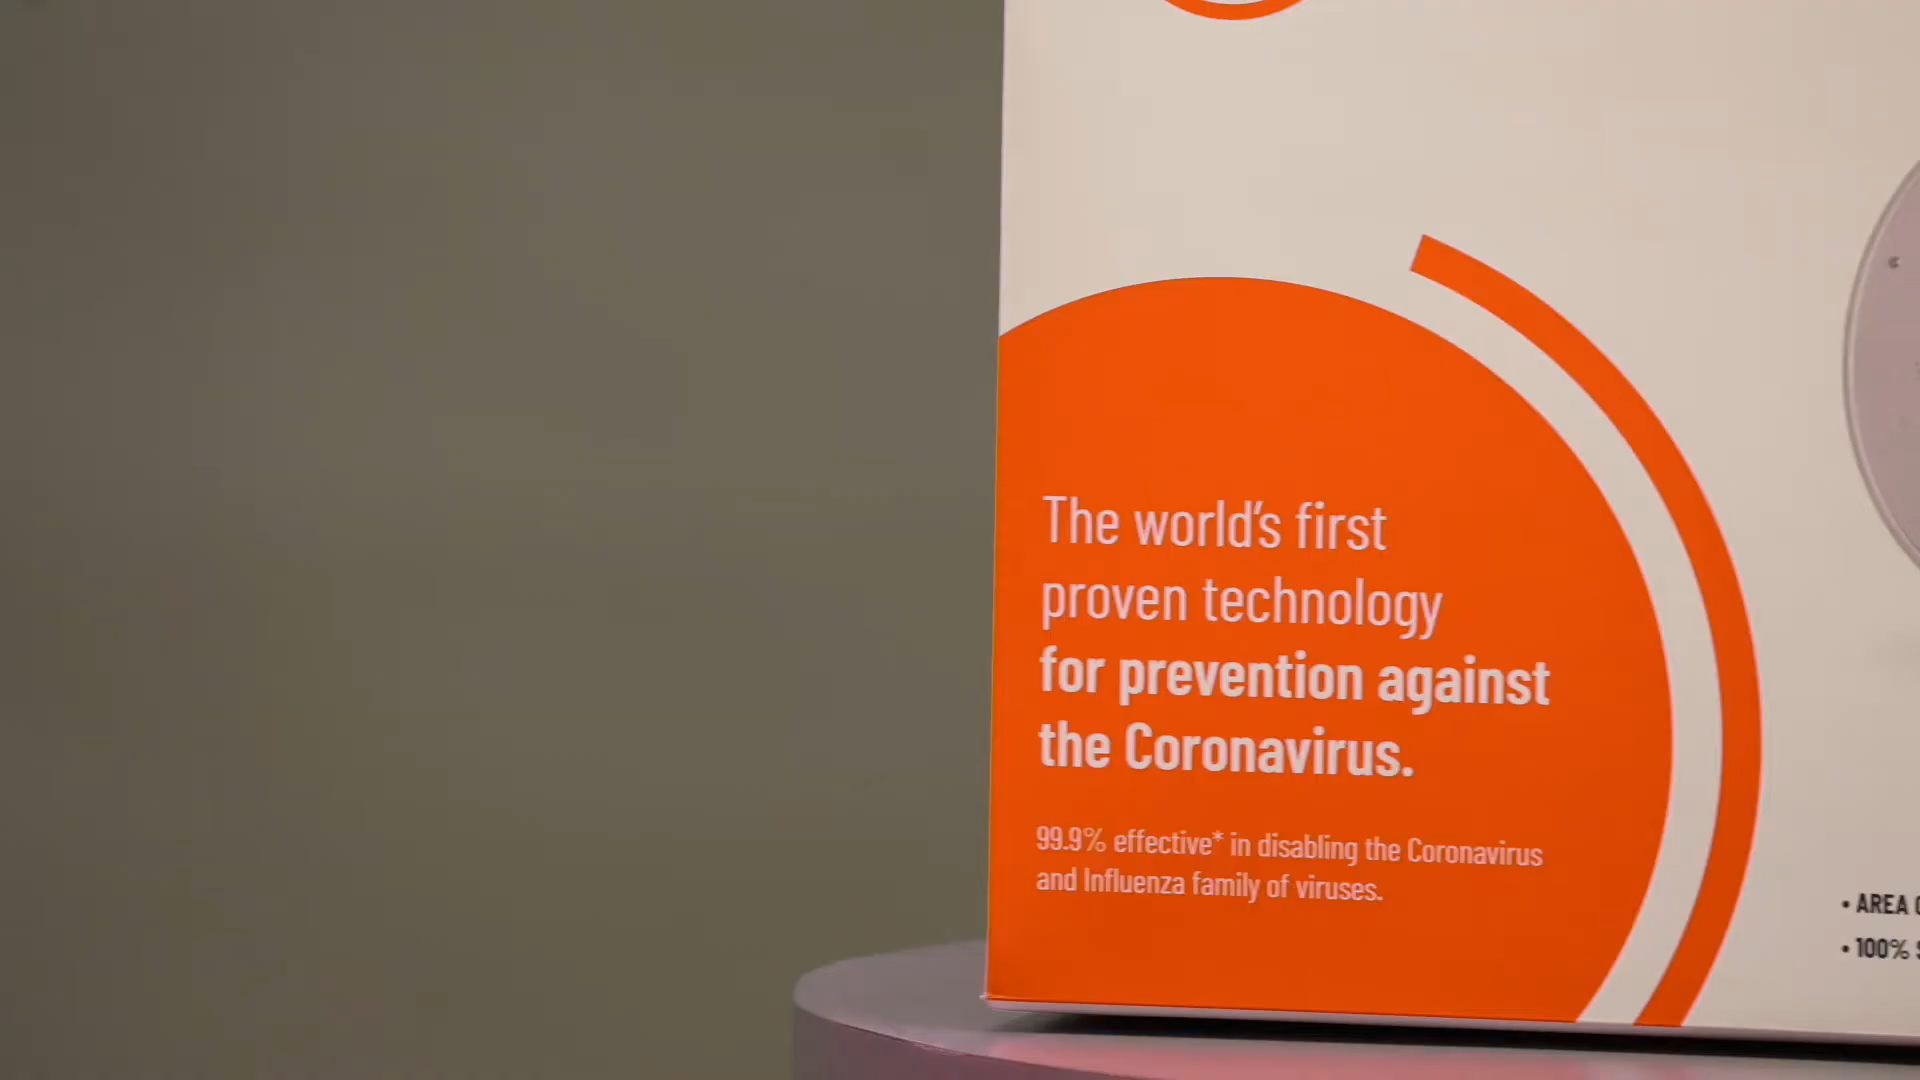 The world's first
proven technology
for prevention against
the Coronavirus.
99.9% effective* in disabling the Coronavirus
and Influenza family of viruses.
• AREA
• 100%